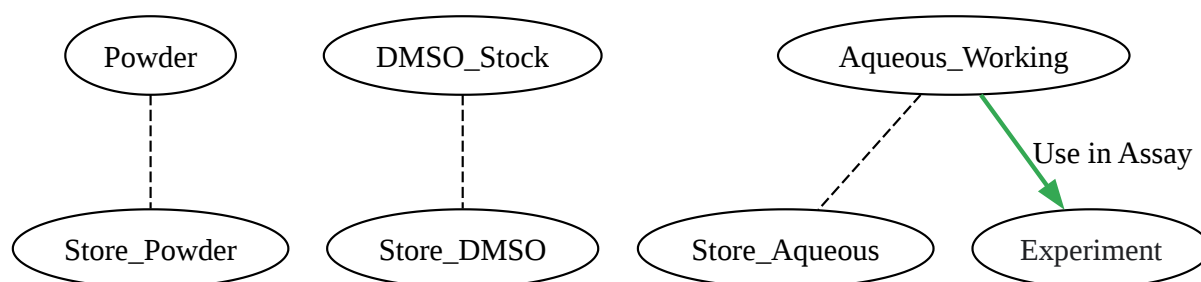 Powder
DMSO_Stock
Aqueous_Working
Use in Assay
Store_Powder
Store_DMSO
Store_Aqueous
Experiment